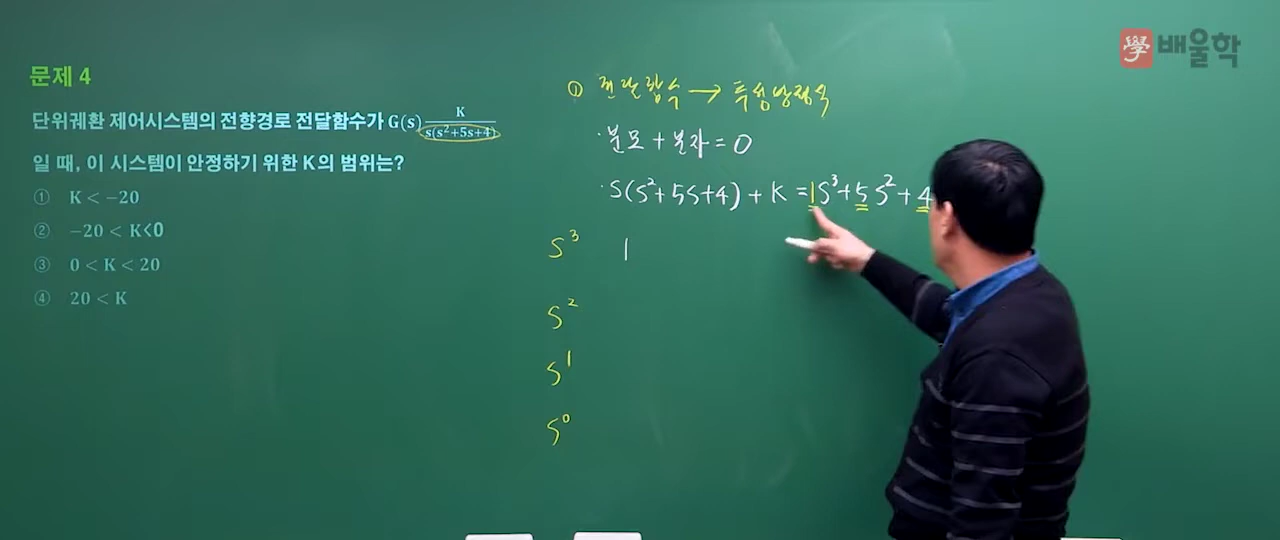 學 배울학
문제 4
단위궤환 제어시스템의 전향경로 전달함수가 G(s) K/s(s²+5s+4)
일 때, 이 시스템이 안정하기 위한 K의 범위는?
① K < −20
② −20 < K<0
③ 0 < K < 20
④ 20 < K
① 전달함수 → 특성방정식
·분모 + 분자 = 0
·S(S²+5S+4) + K = 1S³+5S²+4
S³ 1
S²
S¹
S⁰